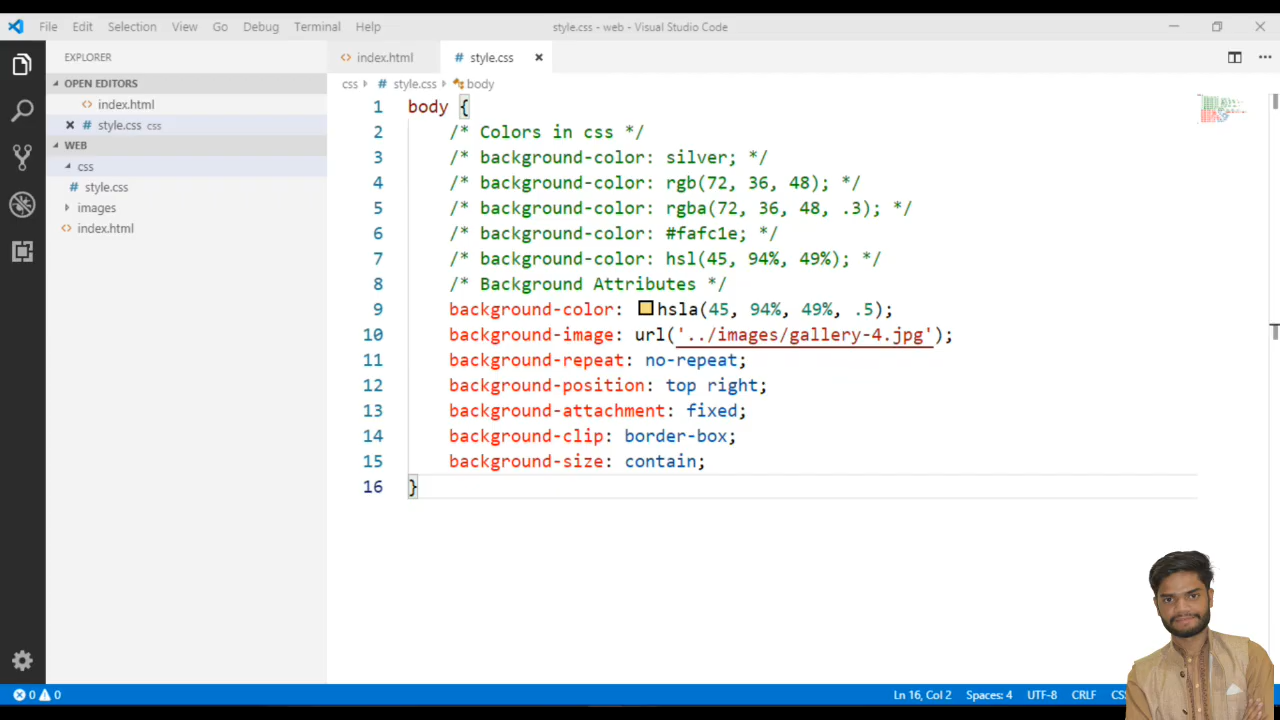 File Edit Selection View Go Debug Terminal Help
style.css - web - Visual Studio Code
EXPLORER
OPEN EDITORS
index.html
style.css css
WEB
css
style.css
images
index.html
index.html
# style.css
css # style.css body
1 body {
2 /* Colors in css */
3 /* background-color: silver; */
4 /* background-color: rgb(72, 36, 48); */
5 /* background-color: rgba(72, 36, 48, .3); */
6 /* background-color: #fafc1e; */
7 /* background-color: hsl(45, 94%, 49%); */
8 /* Background Attributes */
9 background-color: hsla(45, 94%, 49%, .5);
10 background-image: url('../images/gallery-4.jpg');
11 background-repeat: no-repeat;
12 background-position: top right;
13 background-attachment: fixed;
14 background-clip: border-box;
15 background-size: contain;
16 }
0 0
Ln 16, Col 2 Spaces: 4 UTF-8 CRLF